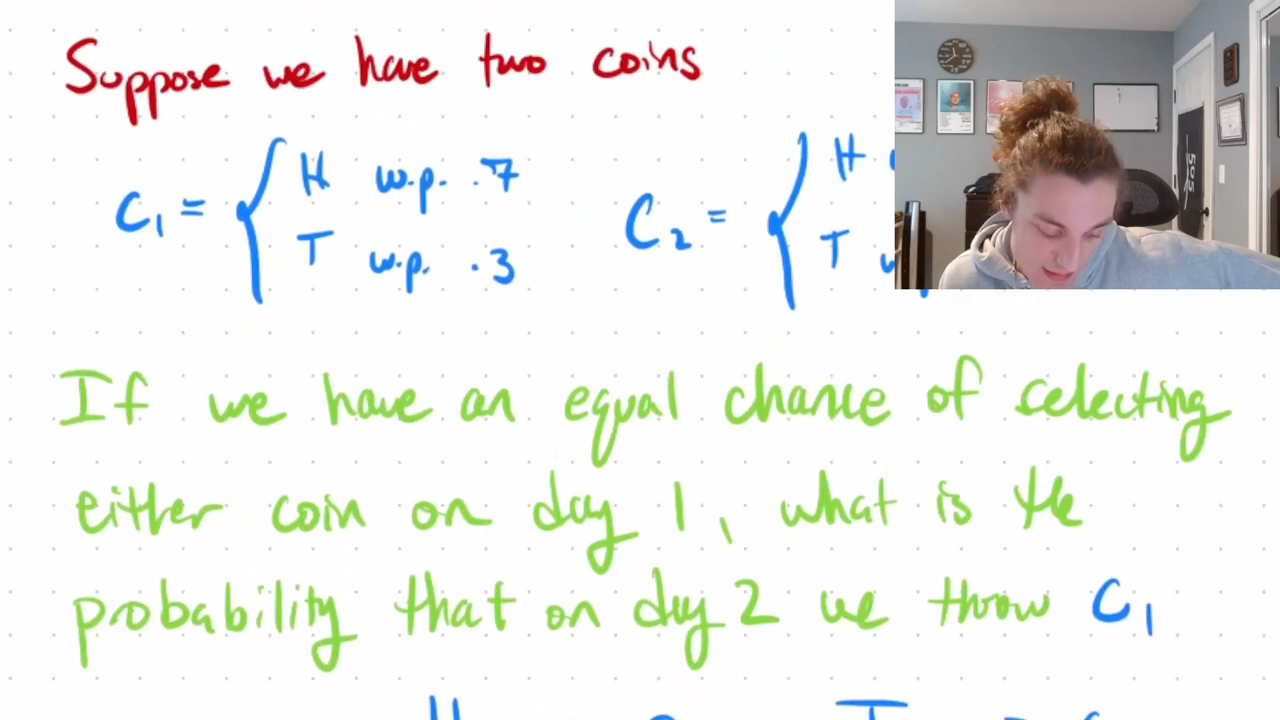 Suppose we have two coins
C₁ = { H w.p. .7
T w.p. .3
C₂ = { H
T
If we have an equal chance of selecting
either coin on day 1, what is the
probability that on day 2 we throw C₁